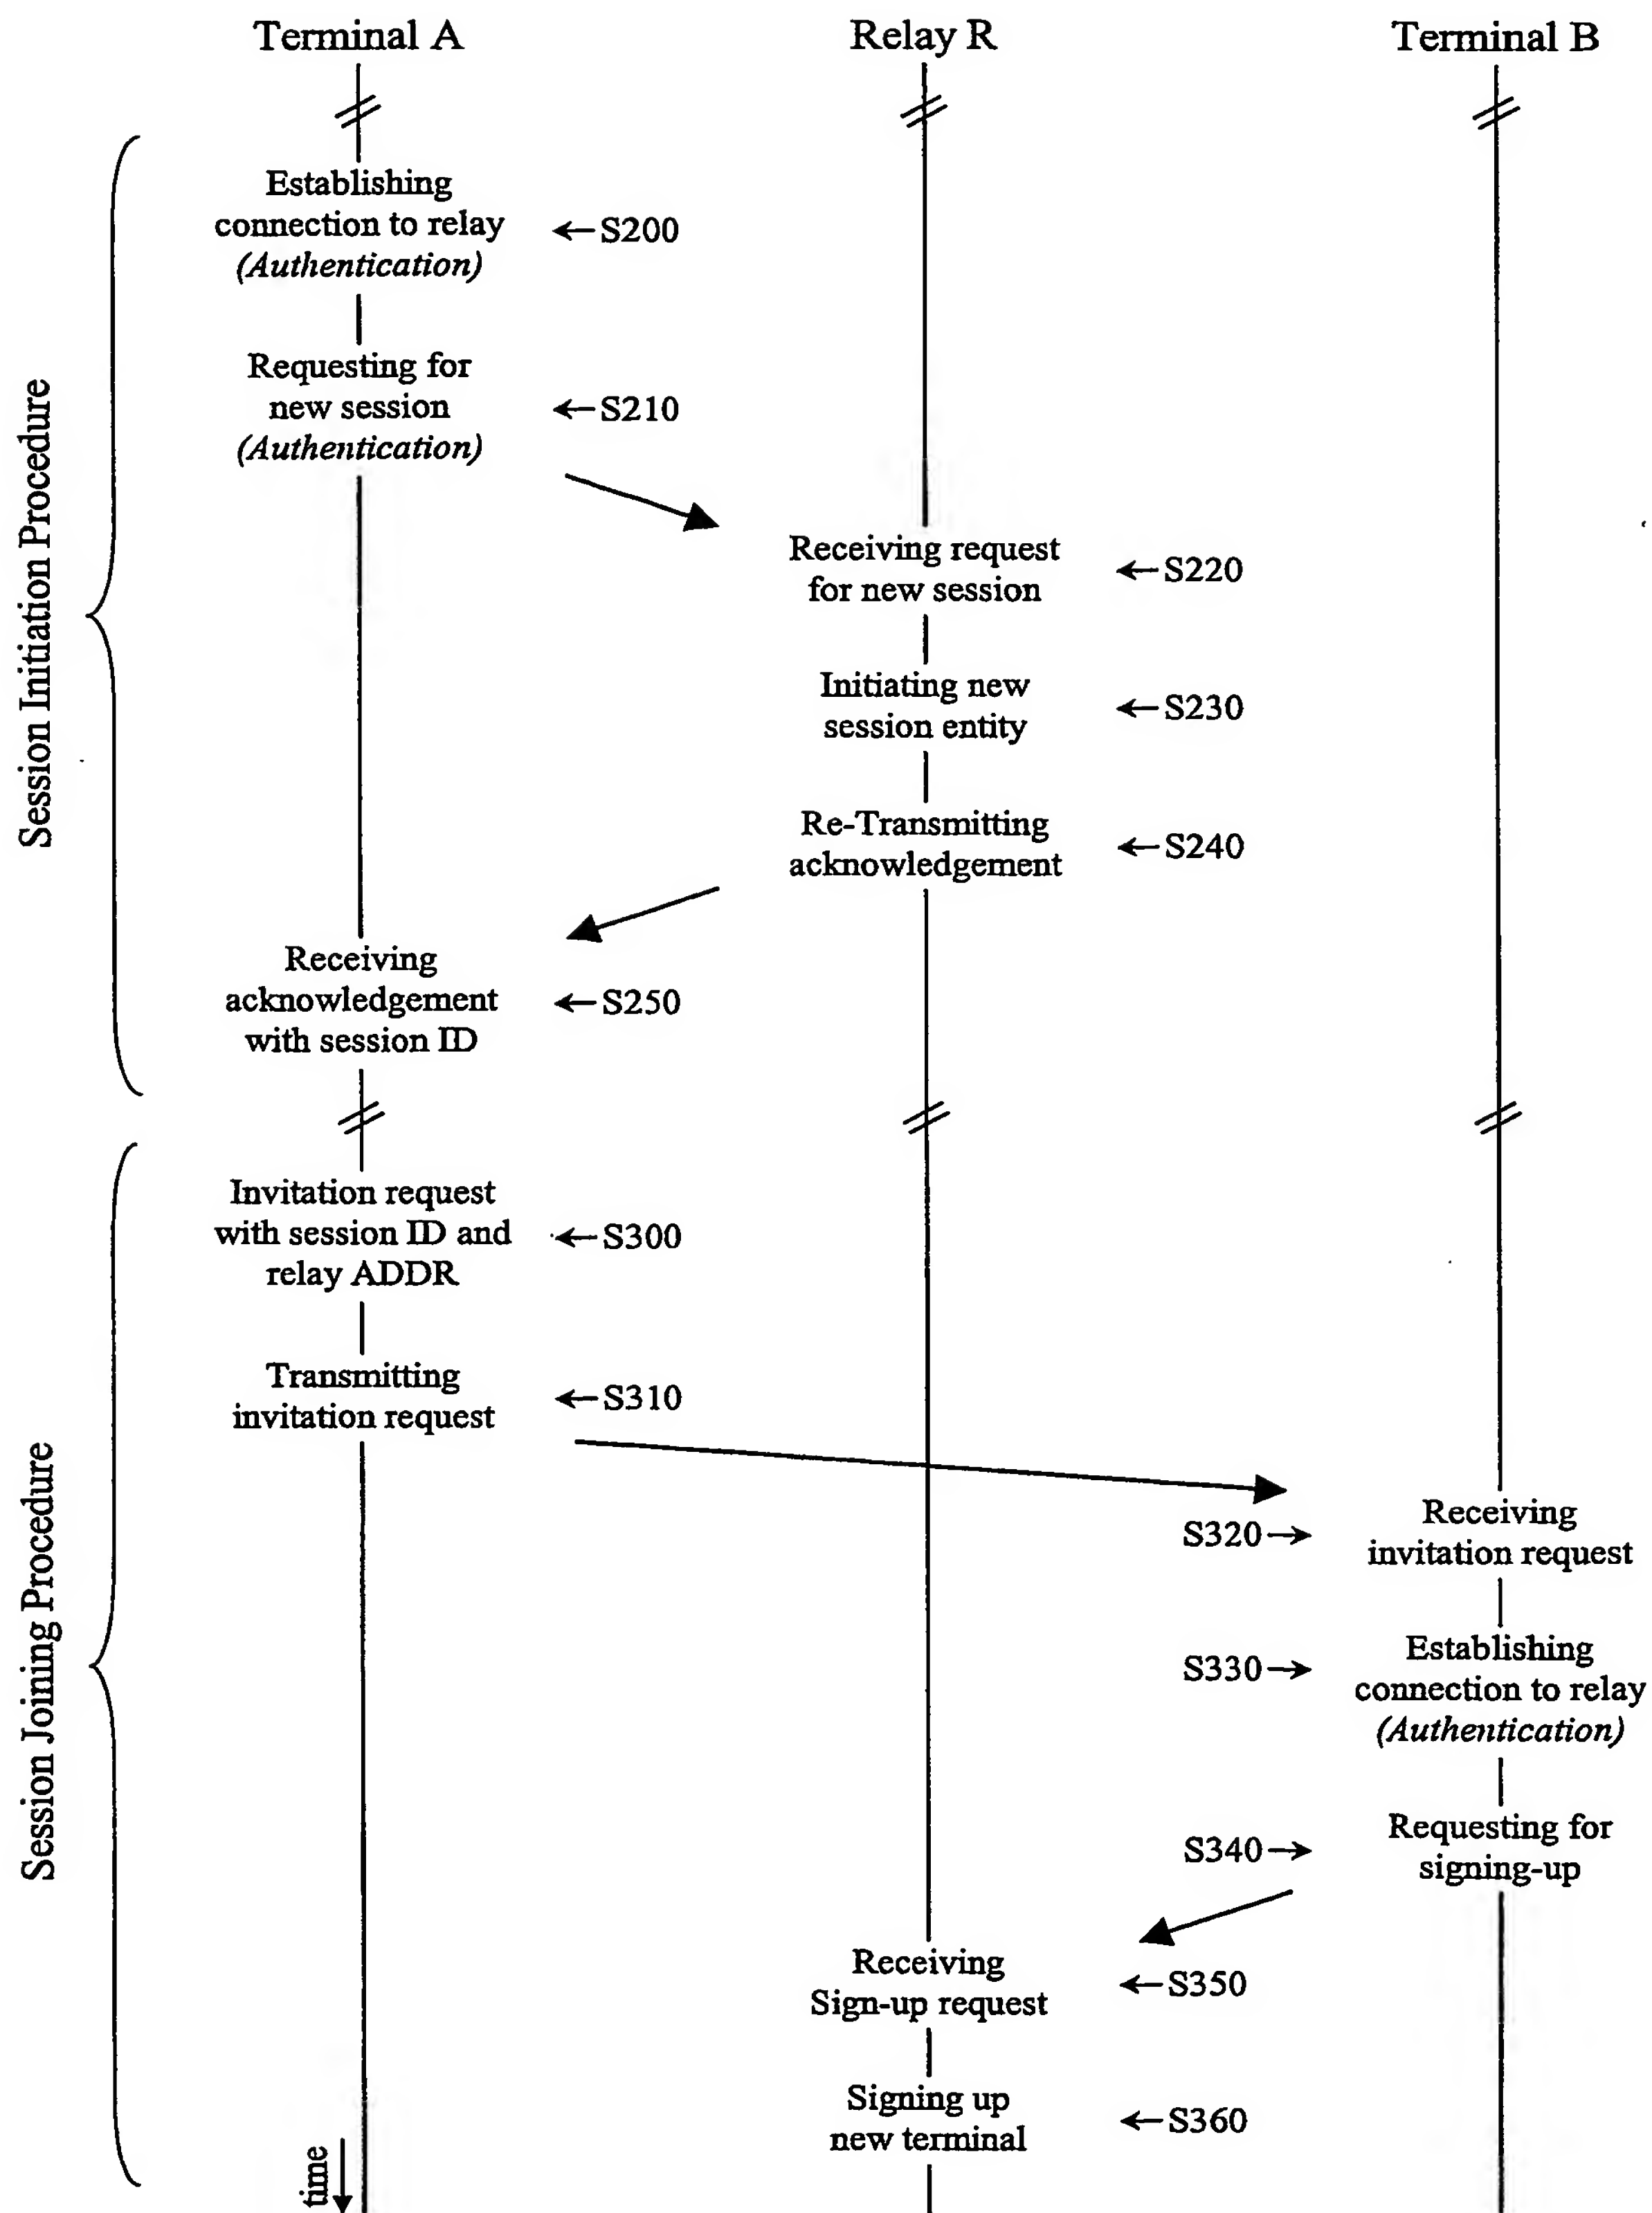 Terminal A
Relay R
Terminal B
Session Initiation Procedure
Establishing
connection to relay
(Authentication)
←S200
Requesting for
new session
(Authentication)
←S210
Receiving request
for new session
←S220
Initiating new
session entity
←S230
Re-Transmitting
acknowledgement
←S240
Receiving
acknowledgement
with session ID
←S250
Session Joining Procedure
Invitation request
with session ID and
relay ADDR
←S300
Transmitting
invitation request
←S310
S320→
Receiving
invitation request
S330→
Establishing
connection to relay
(Authentication)
S340→
Requesting for
signing-up
Receiving
Sign-up request
←S350
Signing up
new terminal
←S360
time